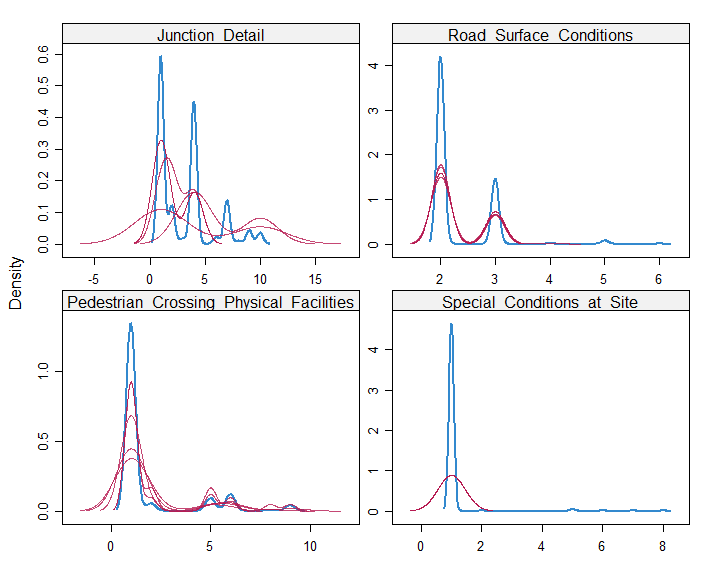 Junction Detail
Road Surface Conditions
0.0 0.1 0.2 0.3 0.4 0.5 0.6
0 1 2 3 4
-5 0 5 10 15
2 3 4 5 6
Density
Pedestrian Crossing Physical Facilities
Special Conditions at Site
0.0 0.5 1.0
0 1 2 3 4
0 5 10
0 2 4 6 8